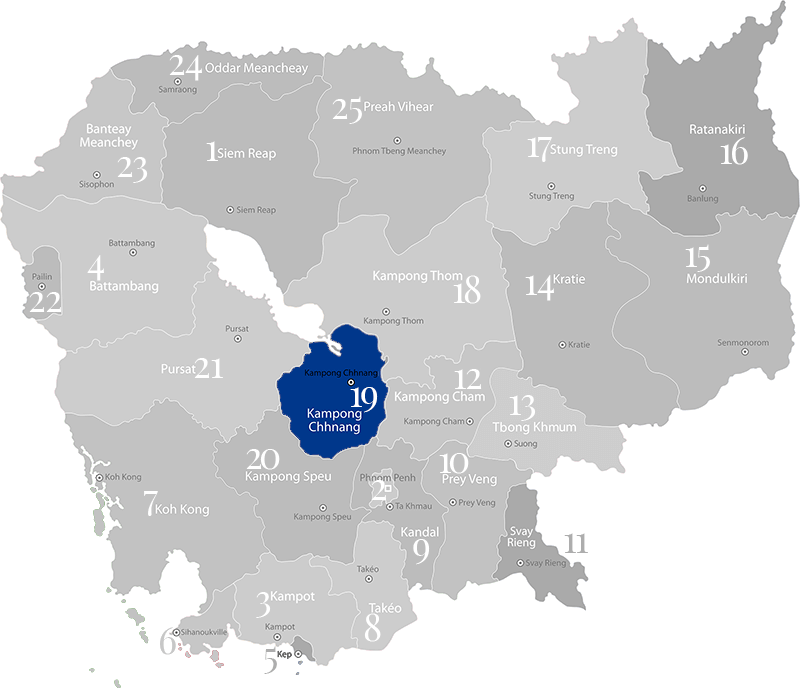 24 Oddar Meancheay
Samraong
25 Preah Vihear
Phnom Tbeng Meanchey
Banteay
Meanchey
23
Sisophon
1 Siem Reap
Siem Reap
17 Stung Treng
Stung Treng
Ratanakiri
16
Banlung
Battambang
4
Battambang
Pailin
22
Kampong Thom
18
Kampong Thom
14 Kratie
Kratie
15
Mondulkiri
Senmonorom
Pursat
Pursat 21
Kampong Chhnang
19
Kampong
Chhnang
12
Kampong Cham
Kampong Cham
13
Tbong Khmum
Suong
20
Kampong Speu
Kampong Speu
Koh Kong
7 Koh Kong
Phnom Penh
2
Ta Khmau
10
Prey Veng
Prey Veng
Kandal
9
Svay
Rieng
11
Svay Rieng
Takéo
Takéo
8
3 Kampot
Kampot
Sihanoukville
6
5
Kep